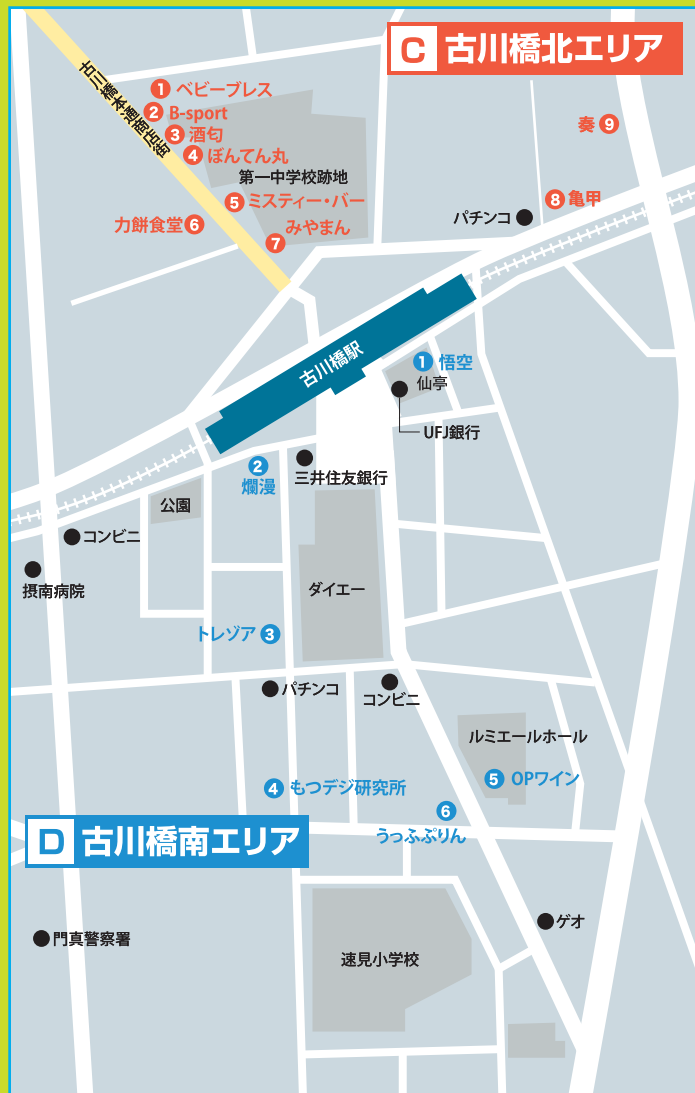 C 古川橋北エリア
古川橋本通商店街
1 ベビーブレス
2 B-sport
3 酒匂
4 ぼんてん丸
第一中学校跡地
5 ミスティー・バー
力餅食堂 6
みやまん
7
奏 9
8 亀甲
パチンコ
古川橋駅
1 悟空
仙亭
UFJ銀行
2
爛漫
三井住友銀行
公園
コンビニ
摂南病院
ダイエー
トレゾア 3
パチンコ
コンビニ
ルミエールホール
5 OPワイン
4 もつデジ研究所
6
うっふぷりん
D 古川橋南エリア
ゲオ
門真警察署
速見小学校